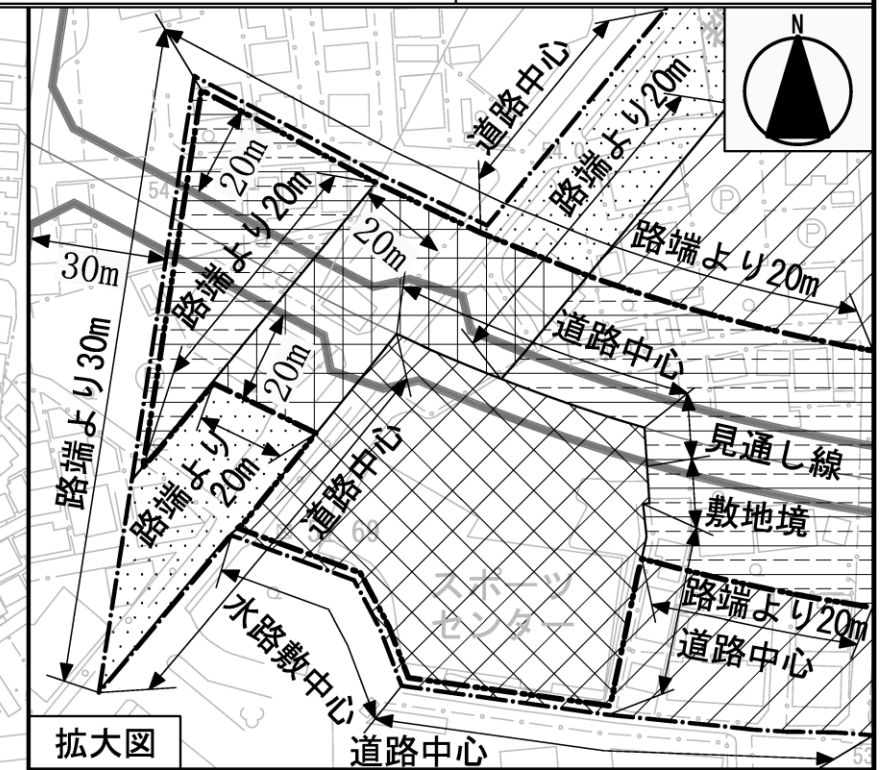 N
道路中心
路端より20m
20m
54
51.0
路端より20m
20m
路端より20m
30m
道路中心
20m
路端より30m
見通し線
路端より
20m
道路中心
敷地境
69
スポーツ
センター
路端より20m
水路敷中心
道路中心
拡大図
道路中心
53